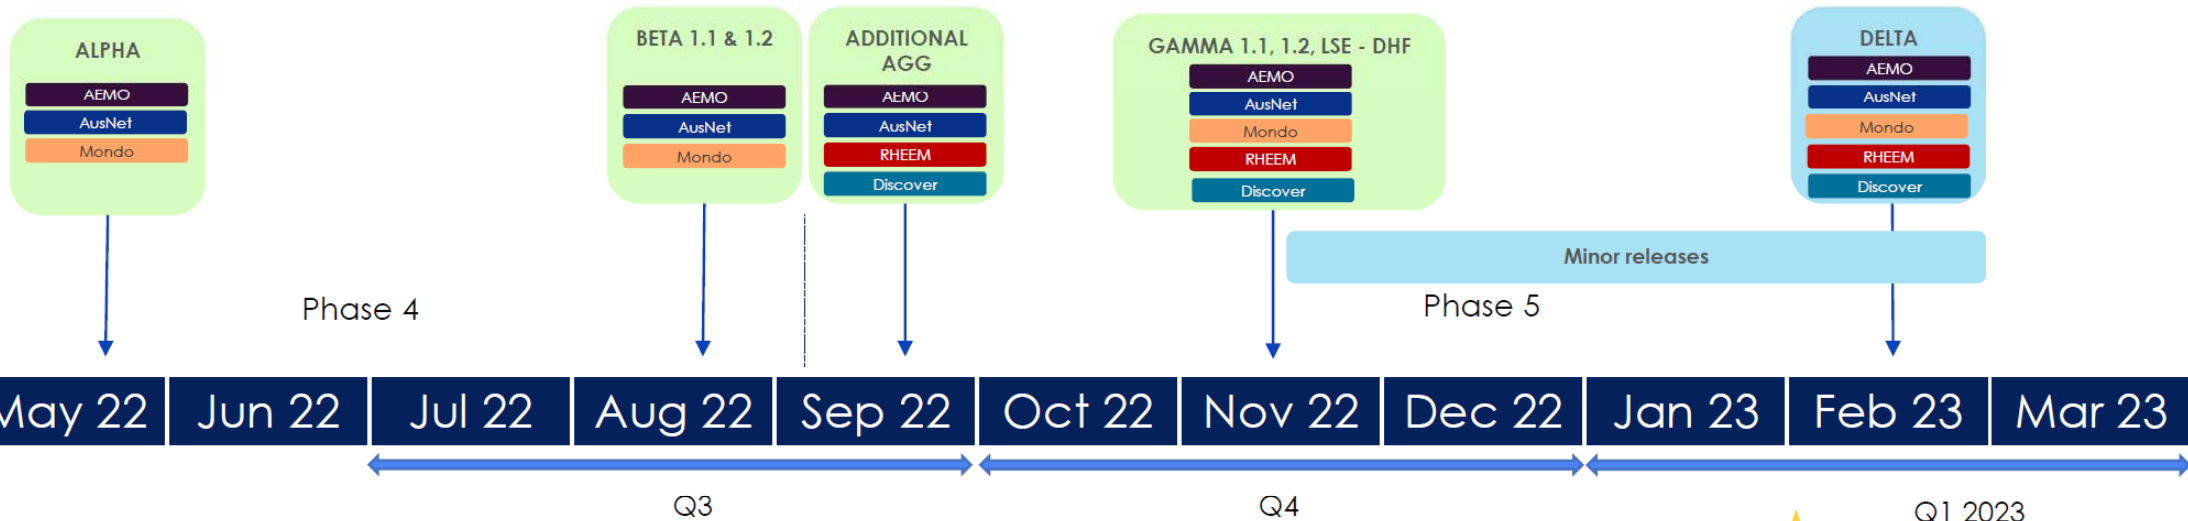 ALPHA
AEMO
AusNet
Mondo
BETA 1.1 & 1.2
AEMO
AusNet
Mondo
ADDITIONAL
AGG
AEMO
AusNet
RHEEM
Discover
GAMMA 1.1, 1.2, LSE - DHF
AEMO
AusNet
Mondo
RHEEM
Discover
DELTA
AEMO
AusNet
Mondo
RHEEM
Discover
Minor releases
Phase 4
Phase 5
May 22
Jun 22
Jul 22
Aug 22
Sep 22
Oct 22
Nov 22
Dec 22
Jan 23
Feb 23
Mar 23
Q3
Q4
Q1 2023